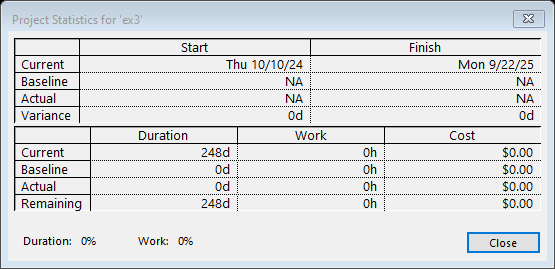 Project Statistics for 'ex3'
Start Finish
Current Thu 10/10/24 Mon 9/22/25
Baseline NA NA
Actual NA NA
Variance 0d 0d
Duration Work Cost
Current 248d 0h $0.00
Baseline 0d 0h $0.00
Actual 0d 0h $0.00
Remaining 248d 0h $0.00
Duration: 0% Work: 0% Close